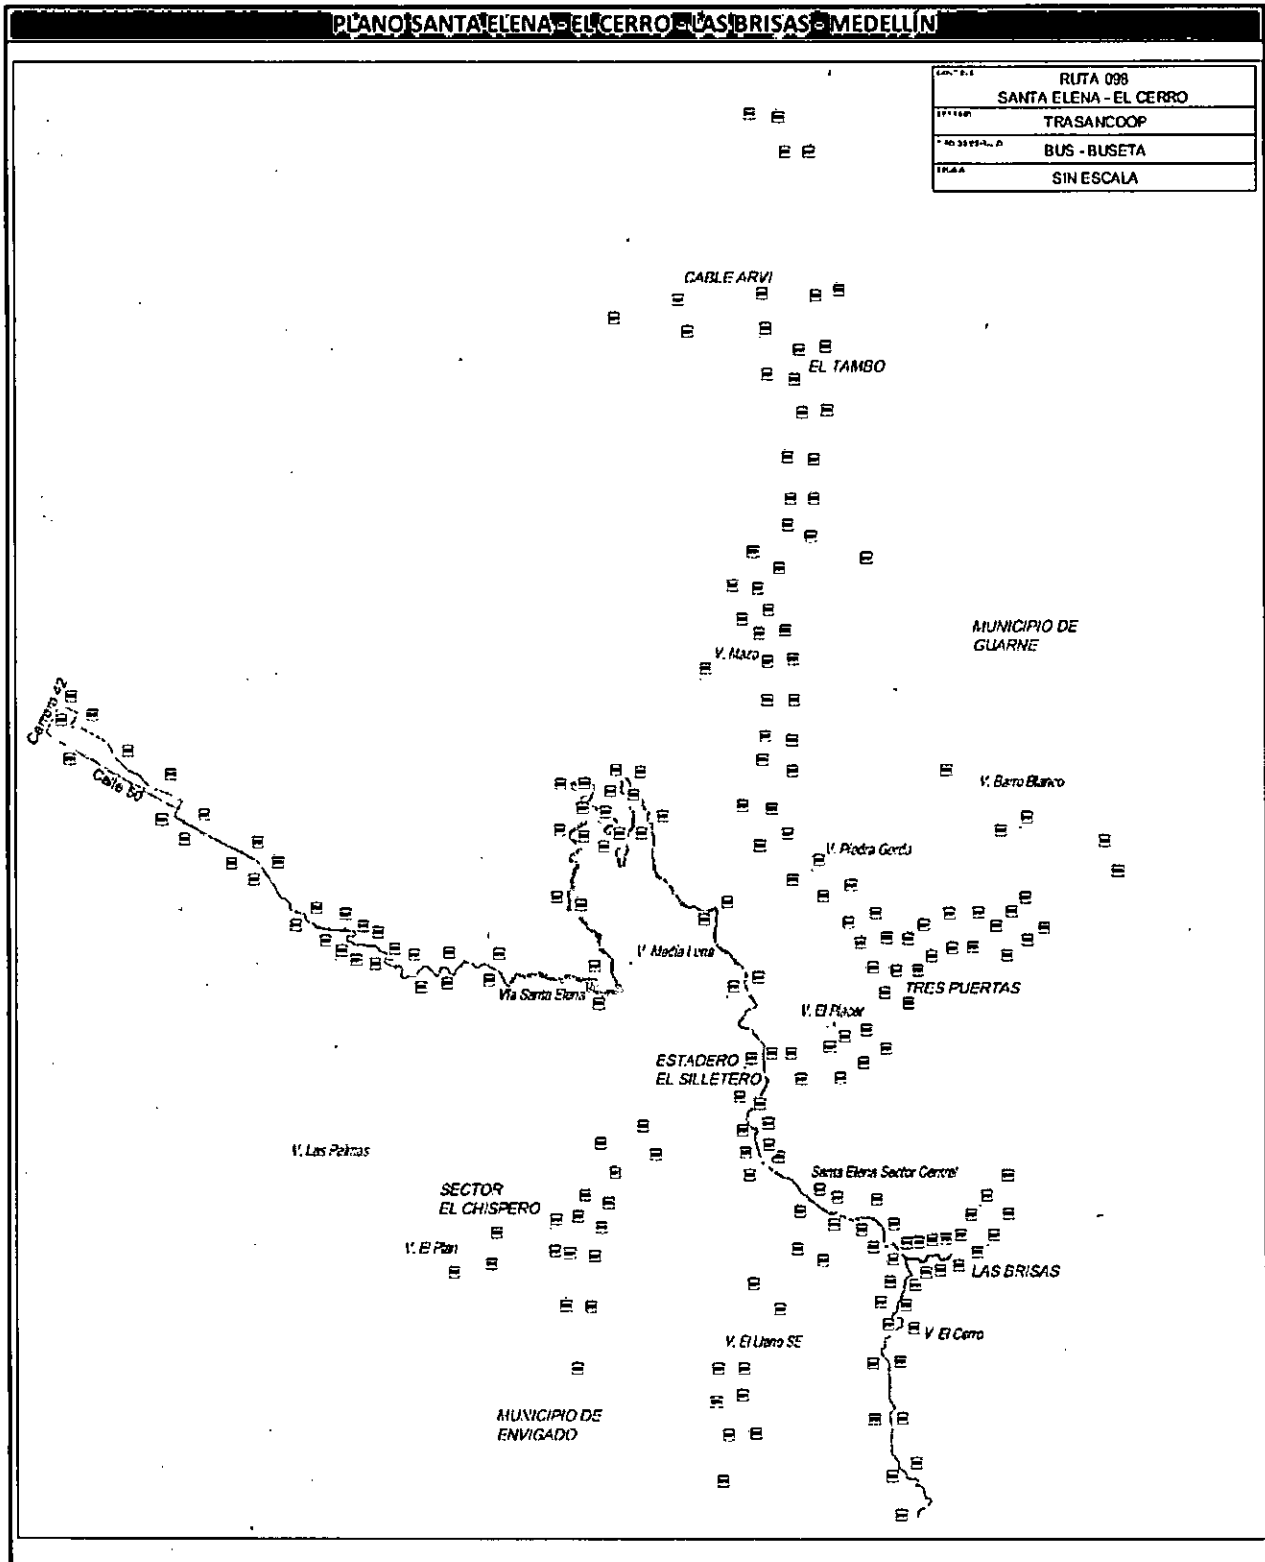 PLANO SANTA ELENA - EL CERRO - LAS BRISAS - MEDELLÍN
RUTA 098
SANTA ELENA - EL CERRO
TRASANCOOP
BUS - BUSETA
SIN ESCALA
CABLE ARVI
EL TAMBO
MUNICIPIO DE
GUARNE
V. Mazo
Carrera 42
Calle 50
V. Barro Blanco
V. Piedra Gorda
V. Media Luna
Vía Santa Elena
TRES PUERTAS
V. El Placer
ESTADERO
EL SILLETERO
V. Las Palmas
Santa Elena Sector Central
SECTOR
EL CHISPERO
V. El Plan
LAS BRISAS
V. El Cerro
V. El Llano SE
MUNICIPIO DE
ENVIGADO